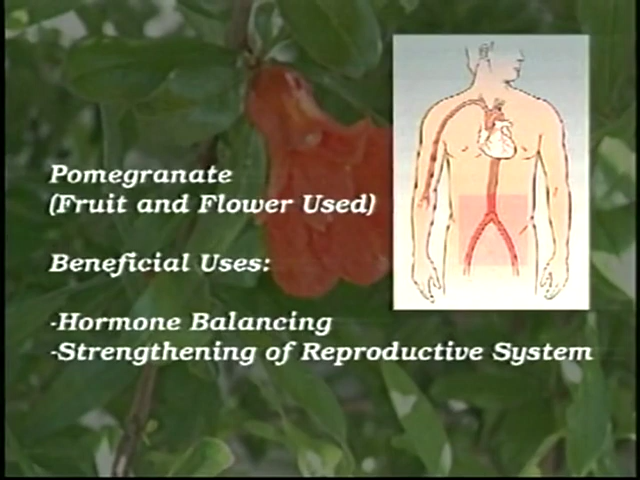 Pomegranate
(Fruit and Flower Used)
Beneficial Uses:
-Hormone Balancing
-Strengthening of Reproductive System